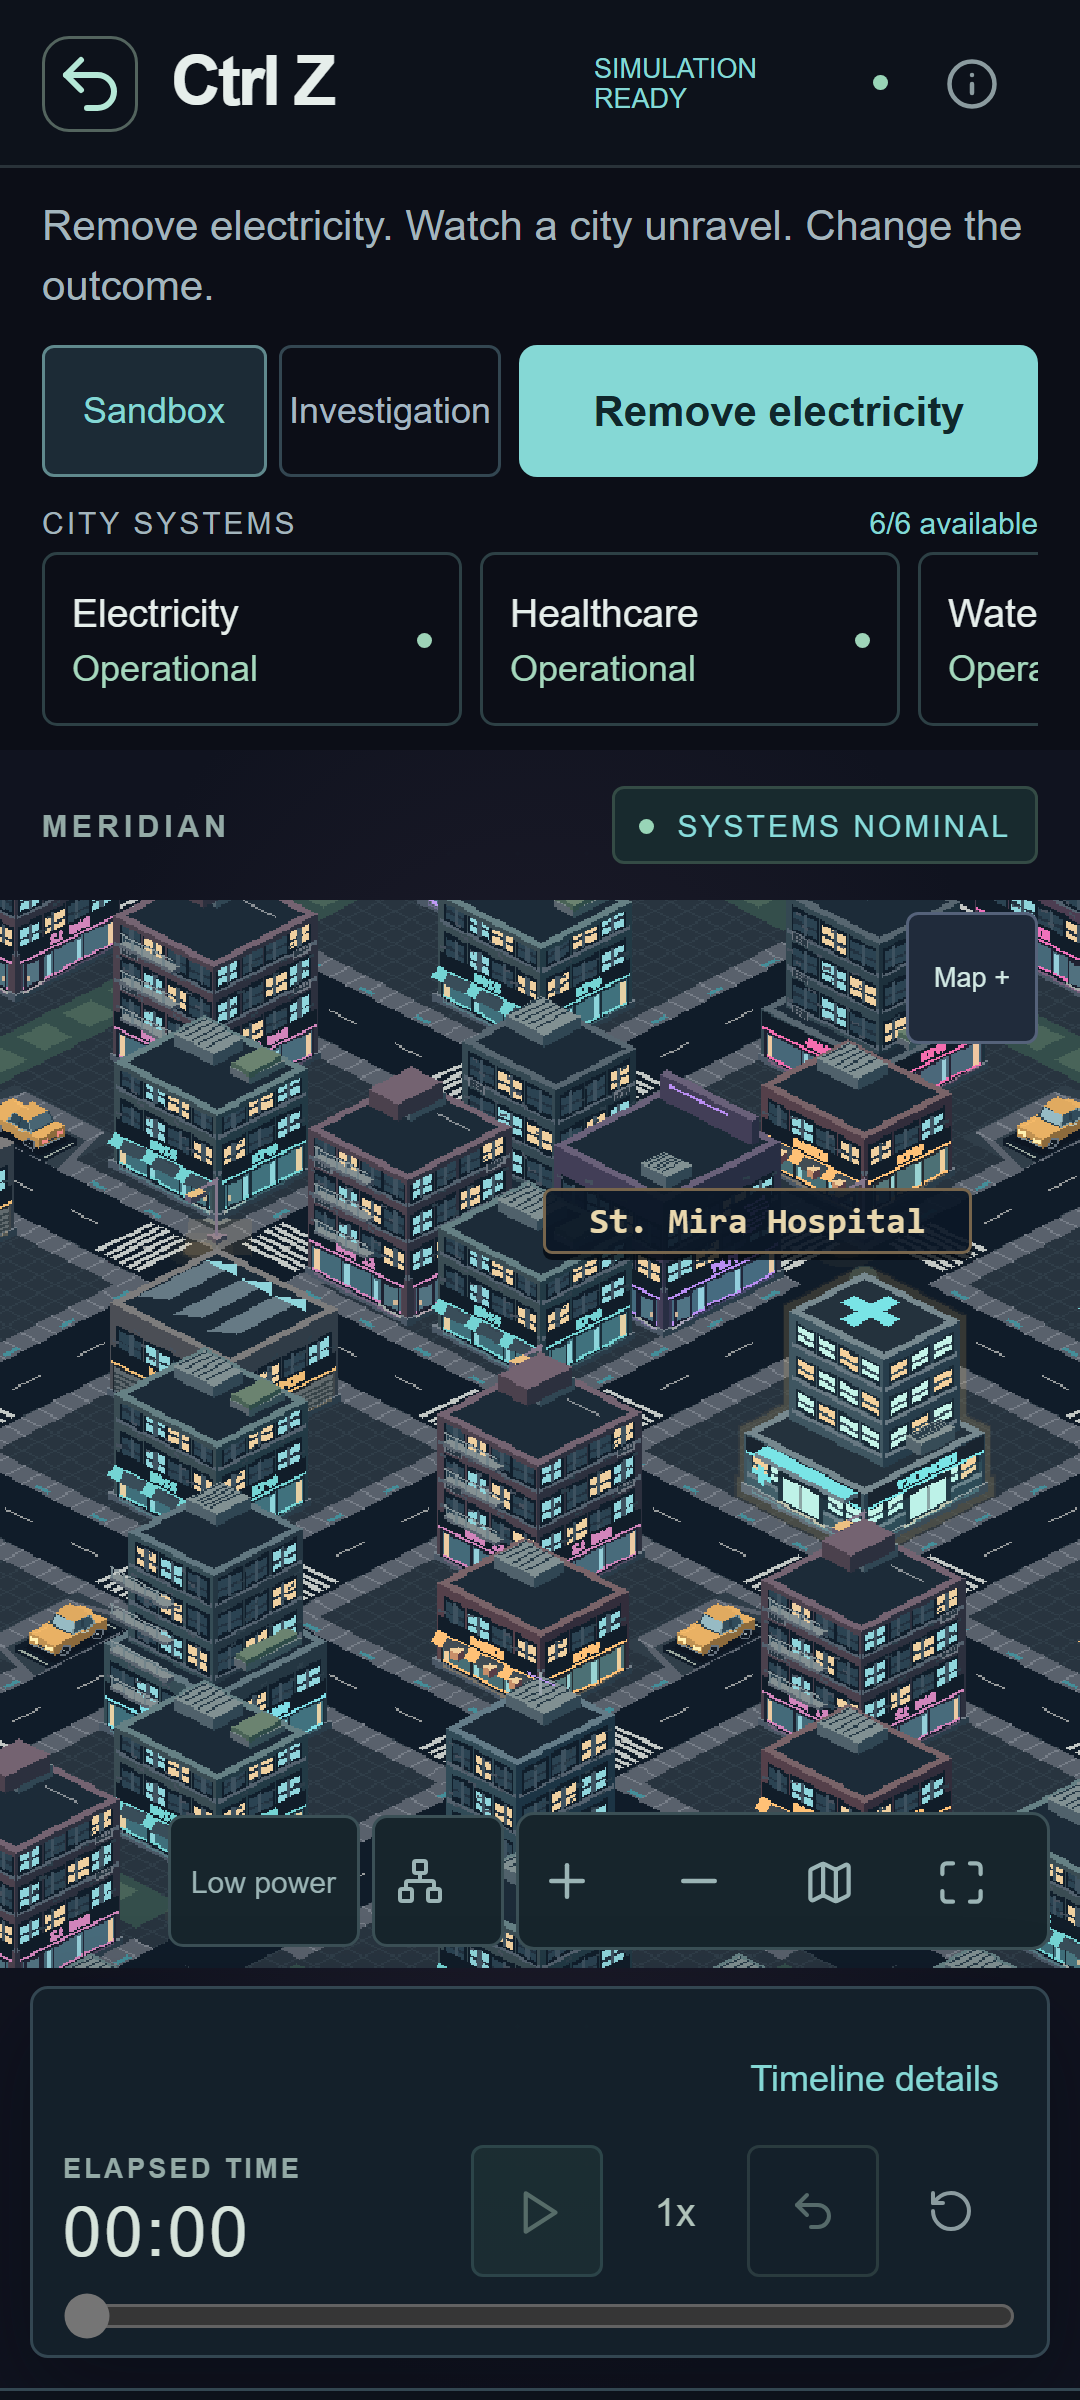 Ctrl Z
SIMULATION
READY
Remove electricity. Watch a city unravel. Change the
outcome.
Sandbox
Investigation
Remove electricity
CITY SYSTEMS
6/6 available
Electricity
Operational
Healthcare
Operational
Wate
Opera
MERIDIAN
SYSTEMS NOMINAL
Map +
St. Mira Hospital
Low power
Timeline details
ELAPSED TIME
00:00
1x